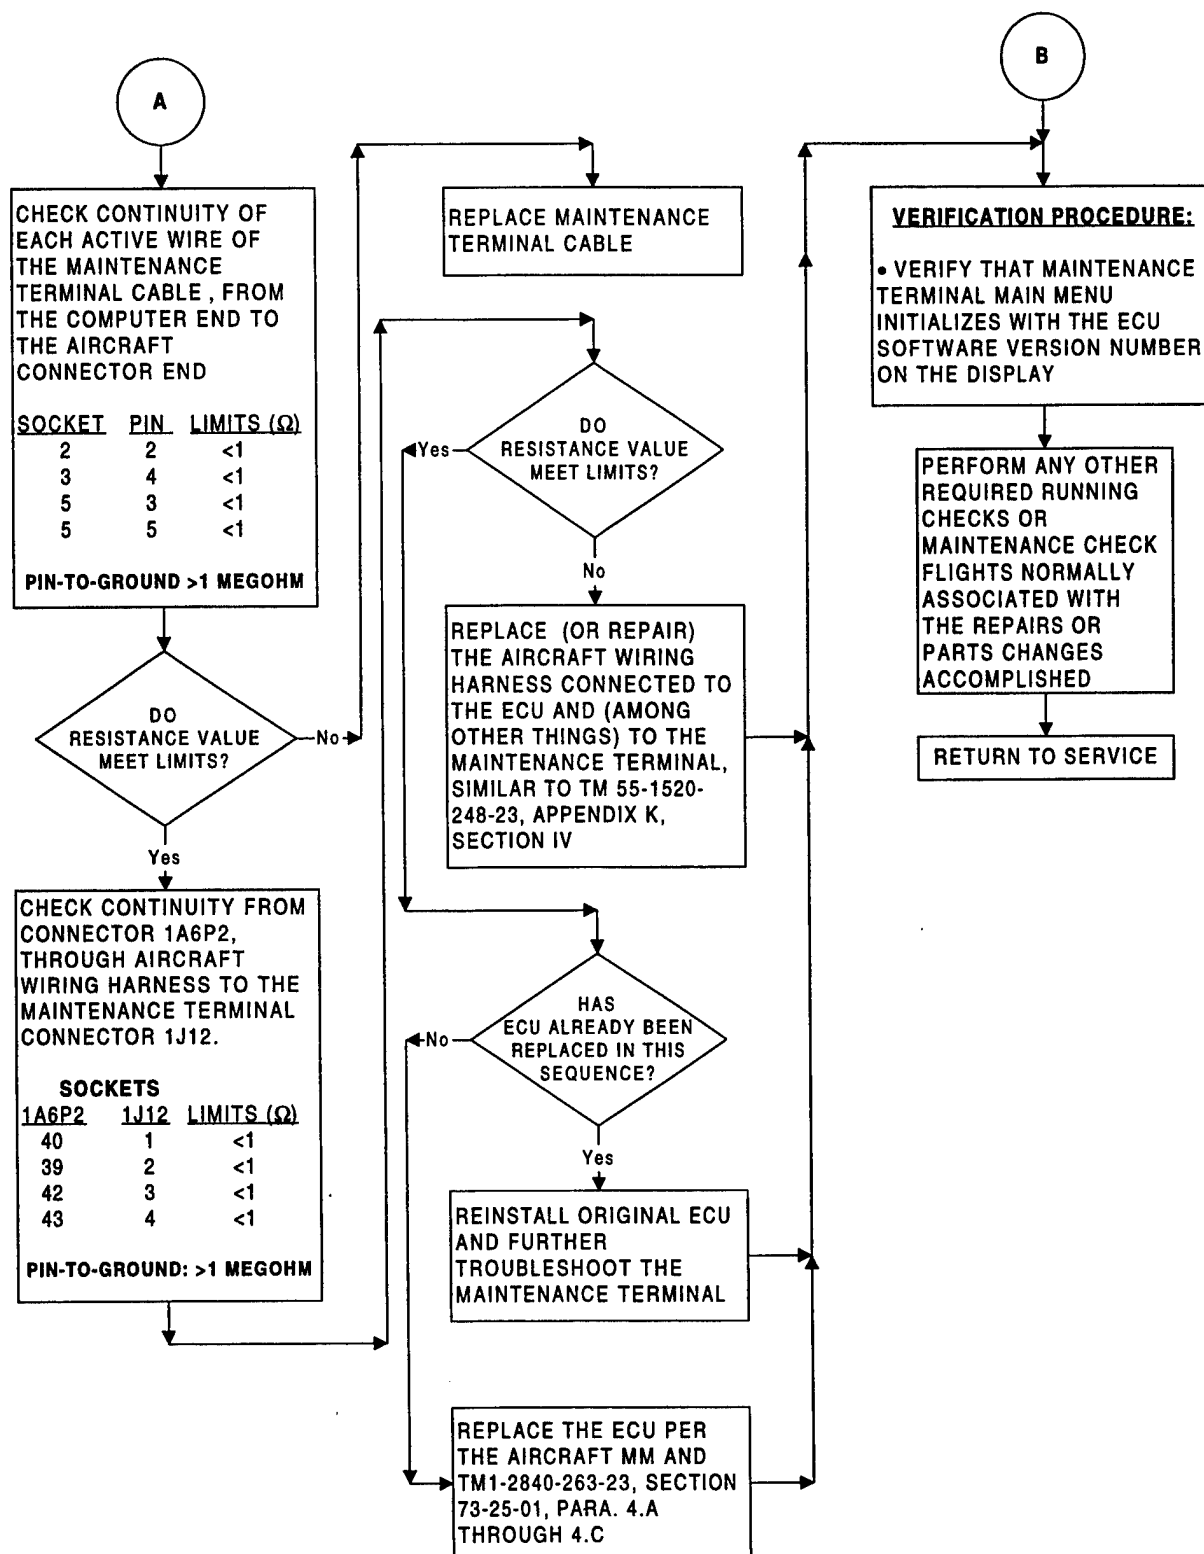 A
CHECK CONTINUITY OF
EACH ACTIVE WIRE OF
THE MAINTENANCE
TERMINAL CABLE , FROM
THE COMPUTER END TO
THE AIRCRAFT
CONNECTOR END
SOCKET PIN LIMITS (Ω)
2 2 <1
3 4 <1
5 3 <1
5 5 <1
PIN-TO-GROUND >1 MEGOHM
DO
RESISTANCE VALUE
MEET LIMITS?
No
Yes
CHECK CONTINUITY FROM
CONNECTOR 1A6P2,
THROUGH AIRCRAFT
WIRING HARNESS TO THE
MAINTENANCE TERMINAL
CONNECTOR 1J12.
SOCKETS
1A6P2 1J12 LIMITS (Ω)
40 1 <1
39 2 <1
42 3 <1
43 4 <1
PIN-TO-GROUND: >1 MEGOHM
REPLACE MAINTENANCE
TERMINAL CABLE
DO
RESISTANCE VALUE
MEET LIMITS?
Yes
No
REPLACE (OR REPAIR)
THE AIRCRAFT WIRING
HARNESS CONNECTED TO
THE ECU AND (AMONG
OTHER THINGS) TO THE
MAINTENANCE TERMINAL,
SIMILAR TO TM 55-1520-
248-23, APPENDIX K,
SECTION IV
HAS
ECU ALREADY BEEN
REPLACED IN THIS
SEQUENCE?
No
Yes
REINSTALL ORIGINAL ECU
AND FURTHER
TROUBLESHOOT THE
MAINTENANCE TERMINAL
REPLACE THE ECU PER
THE AIRCRAFT MM AND
TM1-2840-263-23, SECTION
73-25-01, PARA. 4.A
THROUGH 4.C
B
VERIFICATION PROCEDURE:
• VERIFY THAT MAINTENANCE
TERMINAL MAIN MENU
INITIALIZES WITH THE ECU
SOFTWARE VERSION NUMBER
ON THE DISPLAY
PERFORM ANY OTHER
REQUIRED RUNNING
CHECKS OR
MAINTENANCE CHECK
FLIGHTS NORMALLY
ASSOCIATED WITH
THE REPAIRS OR
PARTS CHANGES
ACCOMPLISHED
RETURN TO SERVICE